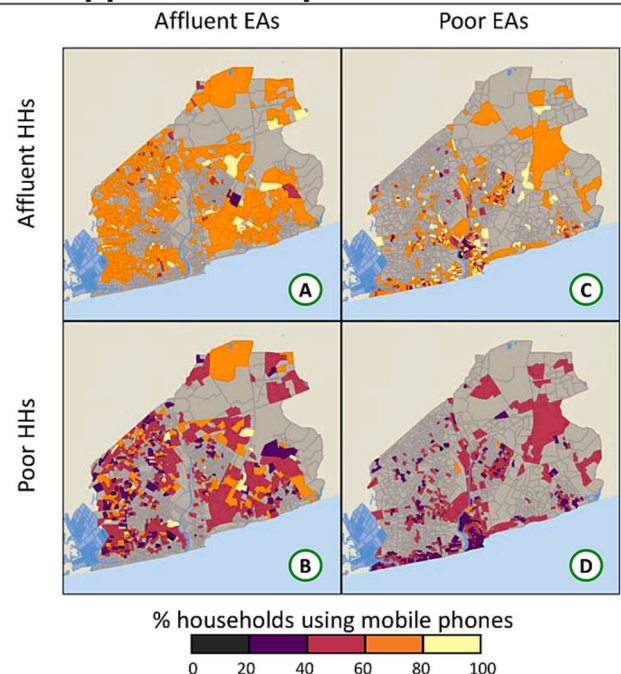 Affluent EAs
Poor EAs
Affluent HHs
A
C
Poor HHs
B
D
% households using mobile phones
0 20 40 60 80 100